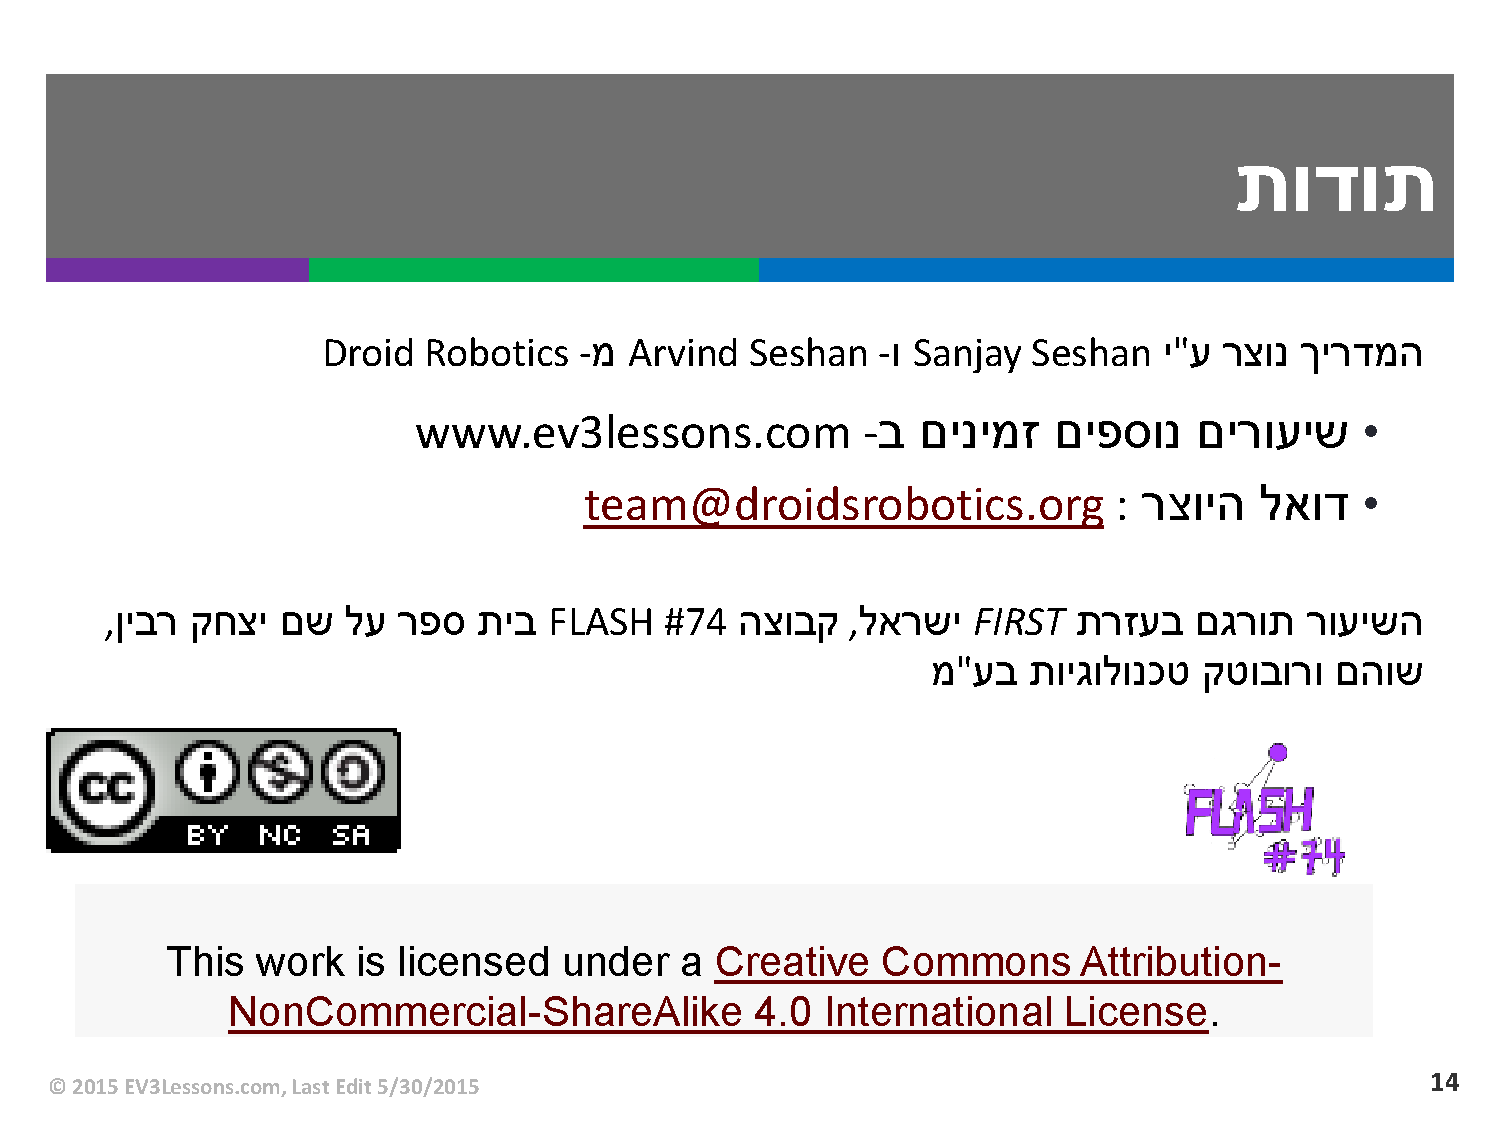 תודות
המדריך נוצר ע"י Sanjay Seshan ו- Arvind Seshan מ- Droid Robotics
• שיעורים נוספים זמינים ב- www.ev3lessons.com
• דואל היוצר : team@droidsrobotics.org
השיעור תורגם בעזרת FIRST ישראל, קבוצה FLASH #74 בית ספר על שם יצחק רבין,
שוהם ורובוטק טכנולוגיות בע"מ
cc BY NC SA
FLASH
#74
This work is licensed under a Creative Commons Attribution-
NonCommercial-ShareAlike 4.0 International License.
© 2015 EV3Lessons.com, Last Edit 5/30/2015
14